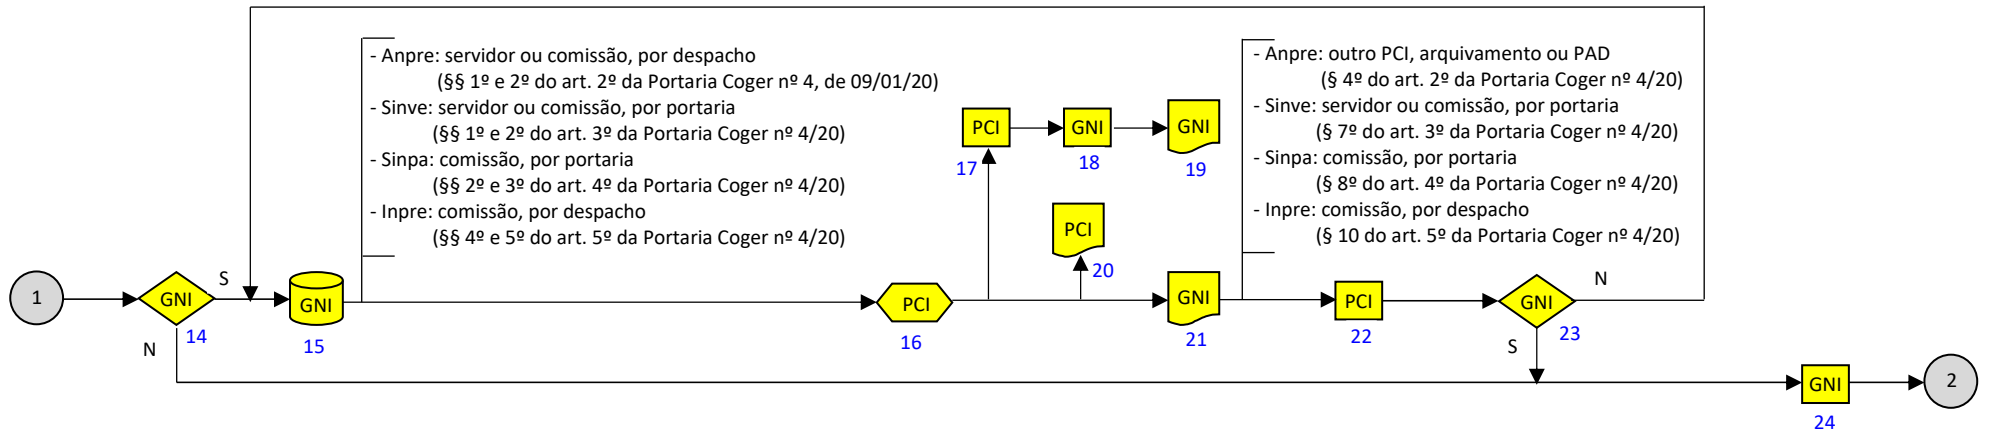 - Anpre: servidor ou comissão, por despacho
(§§ 1º e 2º do art. 2º da Portaria Coger nº 4, de 09/01/20)
- Sinve: servidor ou comissão, por portaria
(§§ 1º e 2º do art. 3º da Portaria Coger nº 4/20)
- Sinpa: comissão, por portaria
(§§ 2º e 3º do art. 4º da Portaria Coger nº 4/20)
- Inpre: comissão, por despacho
(§§ 4º e 5º do art. 5º da Portaria Coger nº 4/20)
- Anpre: outro PCI, arquivamento ou PAD
(§ 4º do art. 2º da Portaria Coger nº 4/20)
- Sinve: servidor ou comissão, por portaria
(§ 7º do art. 3º da Portaria Coger nº 4/20)
- Sinpa: comissão, por portaria
(§ 8º do art. 4º da Portaria Coger nº 4/20)
- Inpre: comissão, por despacho
(§ 10 do art. 5º da Portaria Coger nº 4/20)
PCI
17
GNI
18
GNI
19
PCI
20
1
GNI
14
S
N
GNI
15
PCI
16
GNI
21
PCI
22
GNI
23
N
S
GNI
24
2